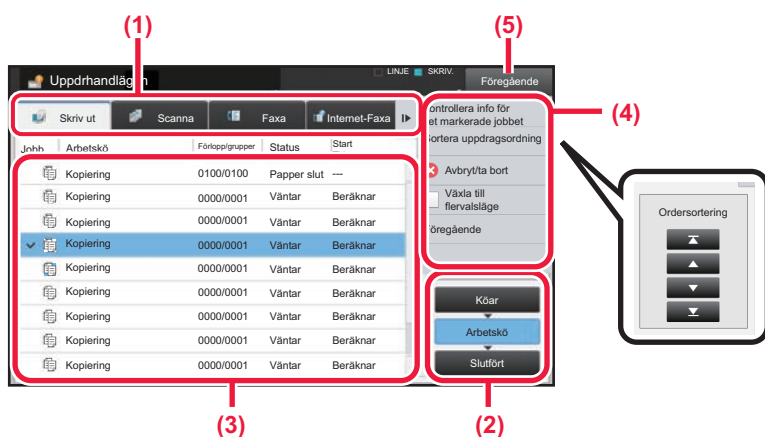 (1)
(5)
Uppdrhandlägen
LINJE
SKRIV.
Föregående
Skriv ut
Scanna
Faxa
Internet-Faxa
Kontrollera info för
et markerade jobbet
Sortera uppdragsordning
Avbryt/ta bort
Växla till
flervalsläge
Föregående
(4)
Jobb Arbetskö Förlopp/grupper Status Start
Kopiering 0100/0100 Papper slut ---
Kopiering 0000/0001 Väntar Beräknar
Kopiering 0000/0001 Väntar Beräknar
Kopiering 0000/0001 Väntar Beräknar
Kopiering 0000/0001 Väntar Beräknar
Kopiering 0000/0001 Väntar Beräknar
Kopiering 0000/0001 Väntar Beräknar
Kopiering 0000/0001 Väntar Beräknar
Kopiering 0000/0001 Väntar Beräknar
Köar
Arbetskö
Slutfört
Ordersortering
(3)
(2)